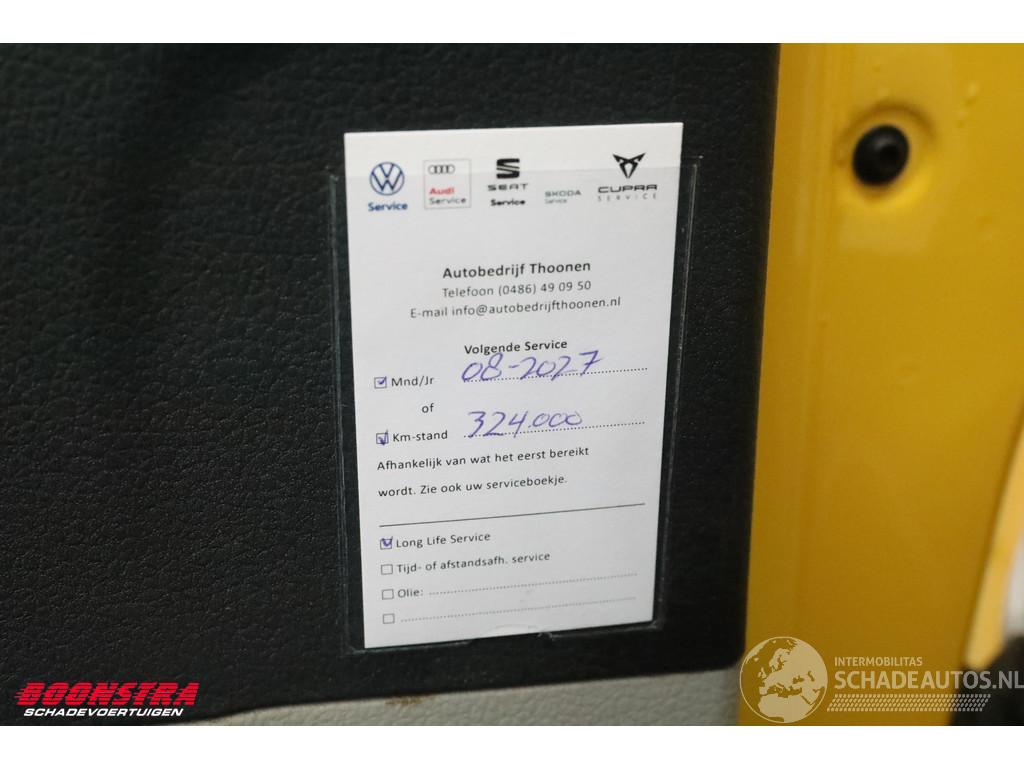 Service
Audi
Service
SEAT
Service
SKODA
Service
CUPRA
SERVICE
Autobedrijf Thoonen
Telefoon (0486) 49 09 50
E-mail info@autobedrijfthoonen.nl
Volgende Service
Mnd/Jr 08-2027
of
Km-stand 324.000
Afhankelijk van wat het eerst bereikt
wordt. Zie ook uw serviceboekje.
Long Life Service
Tijd- of afstandsafh. service
Olie:
BOONSTRA
SCHADEVOERTUIGEN
INTERMOBILITAS
SCHADEAUTOS.NL